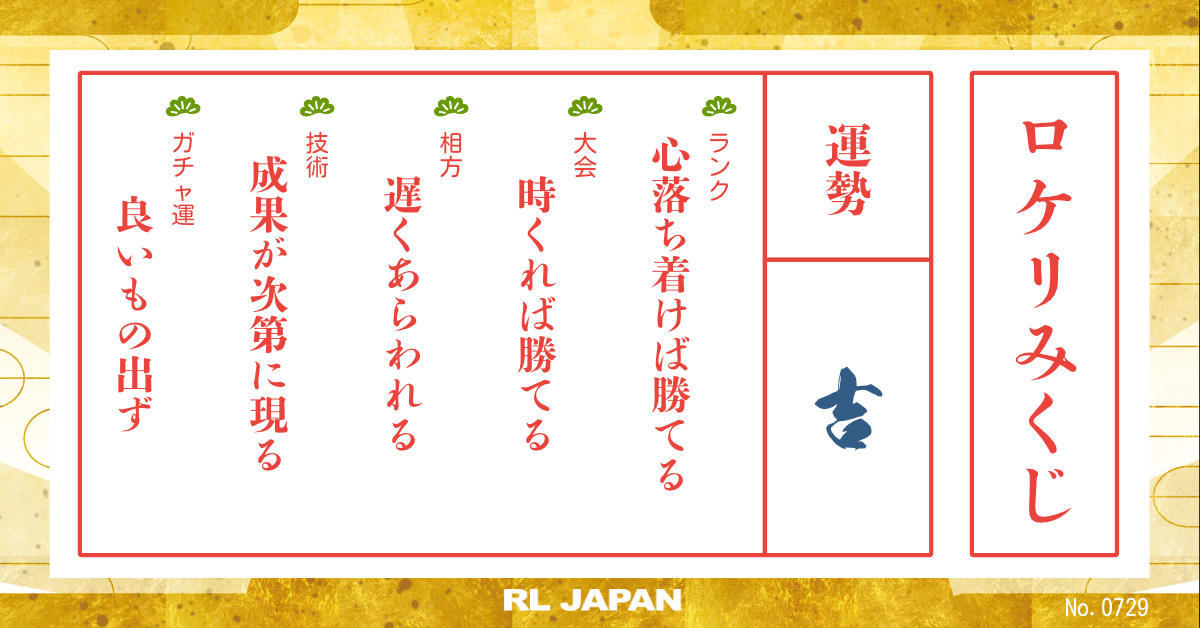 ロケリみくじ
運勢
吉
ランク
心落ち着けば勝てる
大会
時くれば勝てる
相方
遅くあらわれる
技術
成果が次第に現る
ガチャ運
良いもの出ず
RL JAPAN
No. 0729